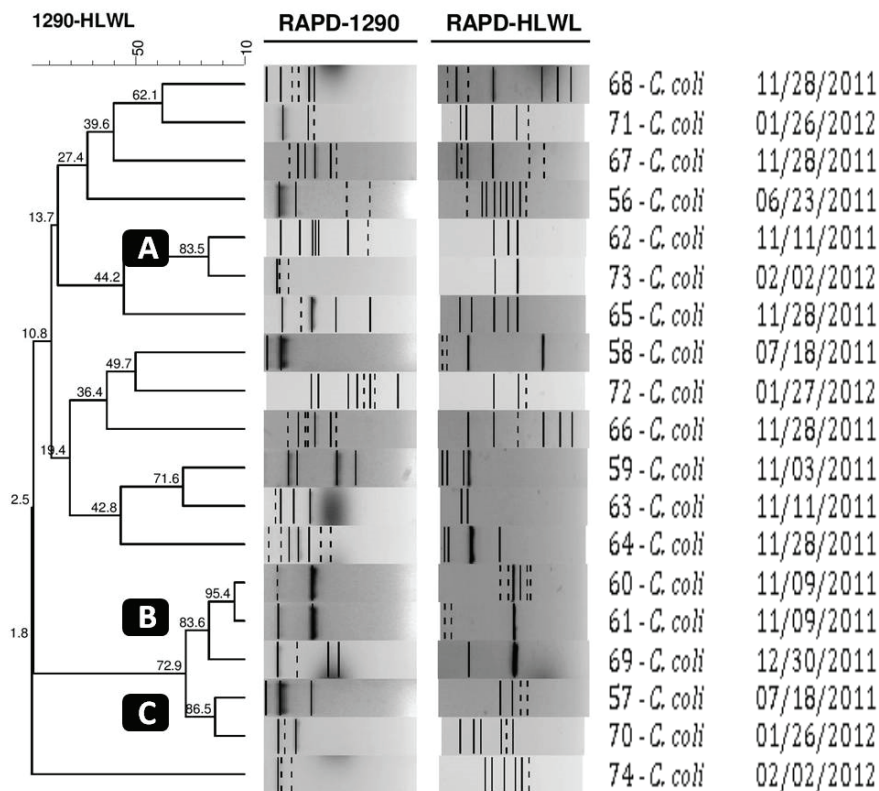 1290-HLWL RAPD-1290 RAPD-HLWL
50 10
68 - C. coli 11/28/2011
62.1
71 - C. coli 01/26/2012
39.6
67 - C. coli 11/28/2011
27.4
56 - C. coli 06/23/2011
13.7
62 - C. coli 11/11/2011
A 83.5
73 - C. coli 02/02/2012
44.2
65 - C. coli 11/28/2011
10.8
58 - C. coli 07/18/2011
49.7
72 - C. coli 01/27/2012
36.4
66 - C. coli 11/28/2011
19.4
59 - C. coli 11/03/2011
71.6
63 - C. coli 11/11/2011
2.5 42.8
64 - C. coli 11/28/2011
60 - C. coli 11/09/2011
95.4
B 61 - C. coli 11/09/2011
83.6
1.8
69 - C. coli 12/30/2011
72.9
57 - C. coli 07/18/2011
C 86.5
70 - C. coli 01/26/2012
74 - C. coli 02/02/2012